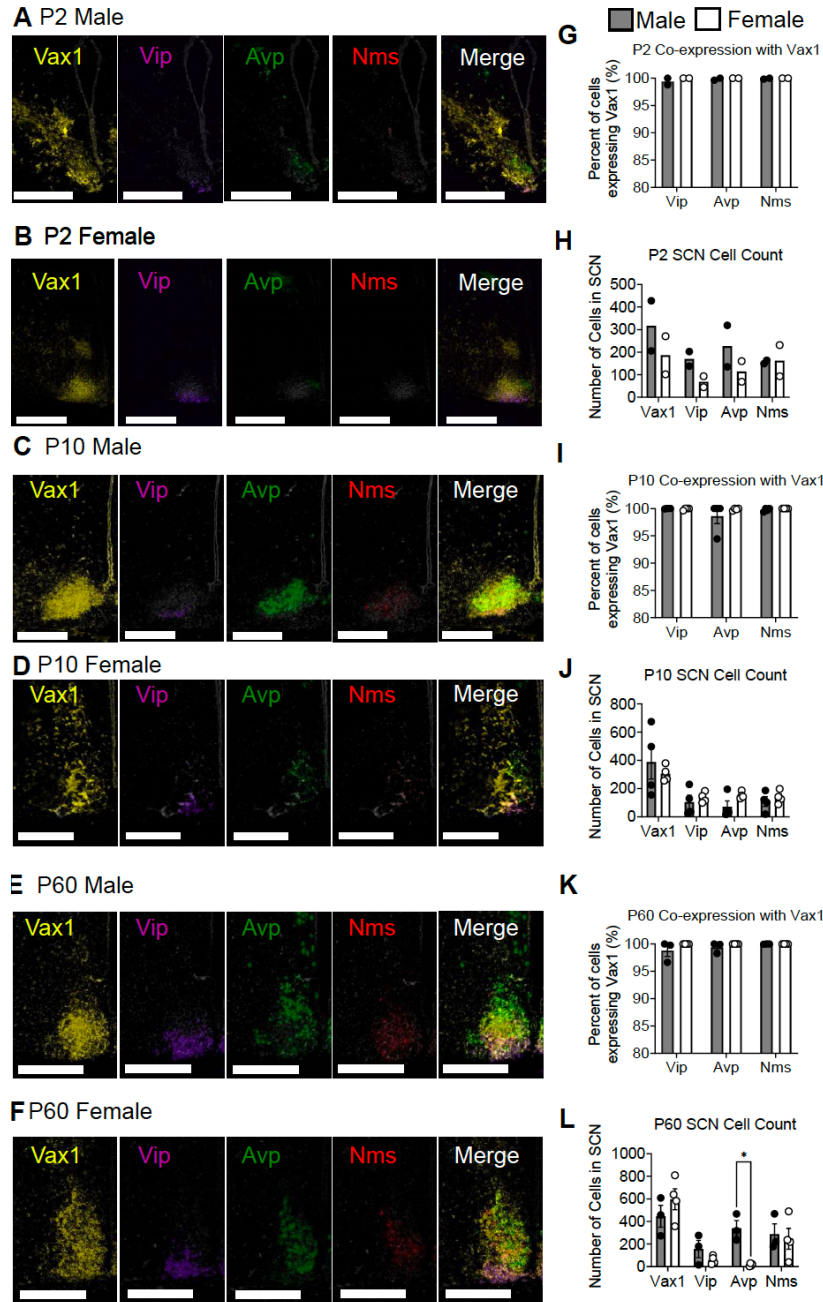 A P2 Male
Vax1 Vip Avp Nms Merge
B P2 Female
Vax1 Vip Avp Nms Merge
C P10 Male
Vax1 Vip Avp Nms Merge
D P10 Female
Vax1 Vip Avp Nms Merge
E P60 Male
Vax1 Vip Avp Nms Merge
F P60 Female
Vax1 Vip Avp Nms Merge
Male Female
G
P2 Co-expression with Vax1
Percent of cells
expressing Vax1 (%)
100
95
90
85
80
Vip Avp Nms
H
P2 SCN Cell Count
Number of Cells in SCN
500
400
300
200
100
0
Vax1 Vip Avp Nms
I
P10 Co-expression with Vax1
Percent of cells
expressing Vax1 (%)
100
95
90
85
80
Vip Avp Nms
J
P10 SCN Cell Count
Number of Cells in SCN
800
600
400
200
0
Vax1 Vip Avp Nms
K
P60 Co-expression with Vax1
Percent of cells
expressing Vax1 (%)
100
95
90
85
80
Vip Avp Nms
L
P60 SCN Cell Count
Number of Cells in SCN
1000
800
600
400
200
0
*
Vax1 Vip Avp Nms